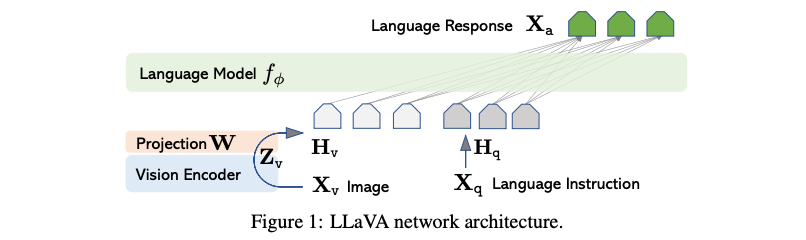 Language Response Xₐ
Language Model f_ϕ
Projection W
Z_v
H_v
H_q
Vision Encoder
X_v Image
X_q Language Instruction
Figure 1: LLaVA network architecture.